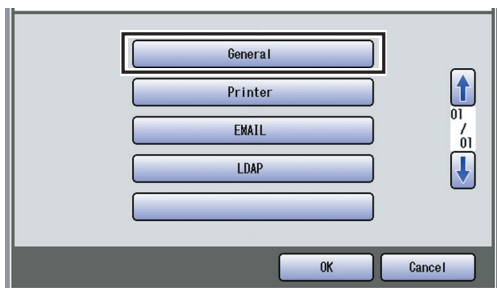 General
Printer
EMAIL
LDAP
01
/
01
OK
Cancel